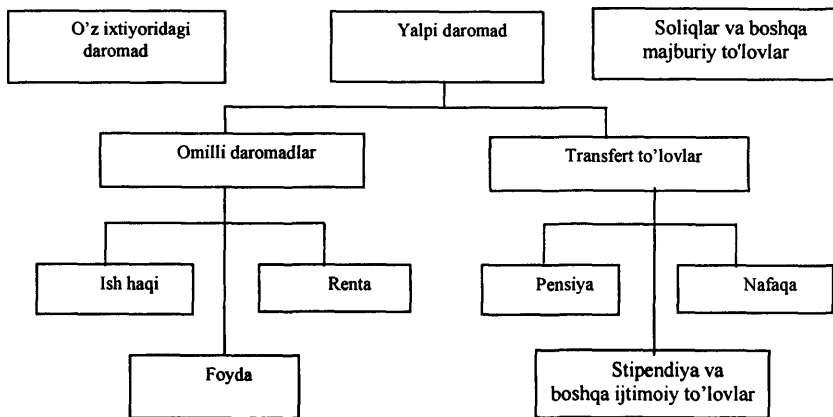 O’z ixtiyoridagi
daromad
Yalpi daromad
Soliqlar va boshqa
majburiy to‘lovlar
Omilli daromadlar
Transfert to’lovlar
Ish haqi
Renta
Pensiya
Nafaqa
Foyda
Stipendiya va
boshqa ijtimoiy to’lovlar